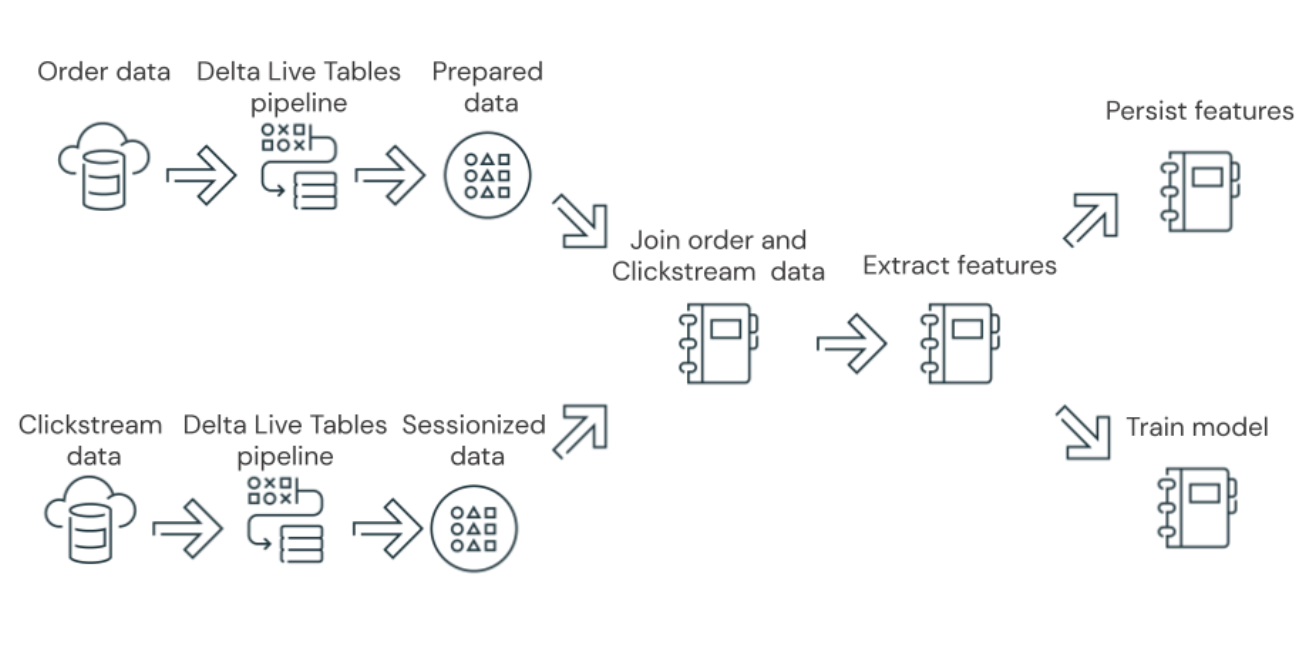 Order data
Delta Live Tables
pipeline
Prepared
data
Clickstream
data
Delta Live Tables
pipeline
Sessionized
data
Join order and
Clickstream data
Extract features
Persist features
Train model